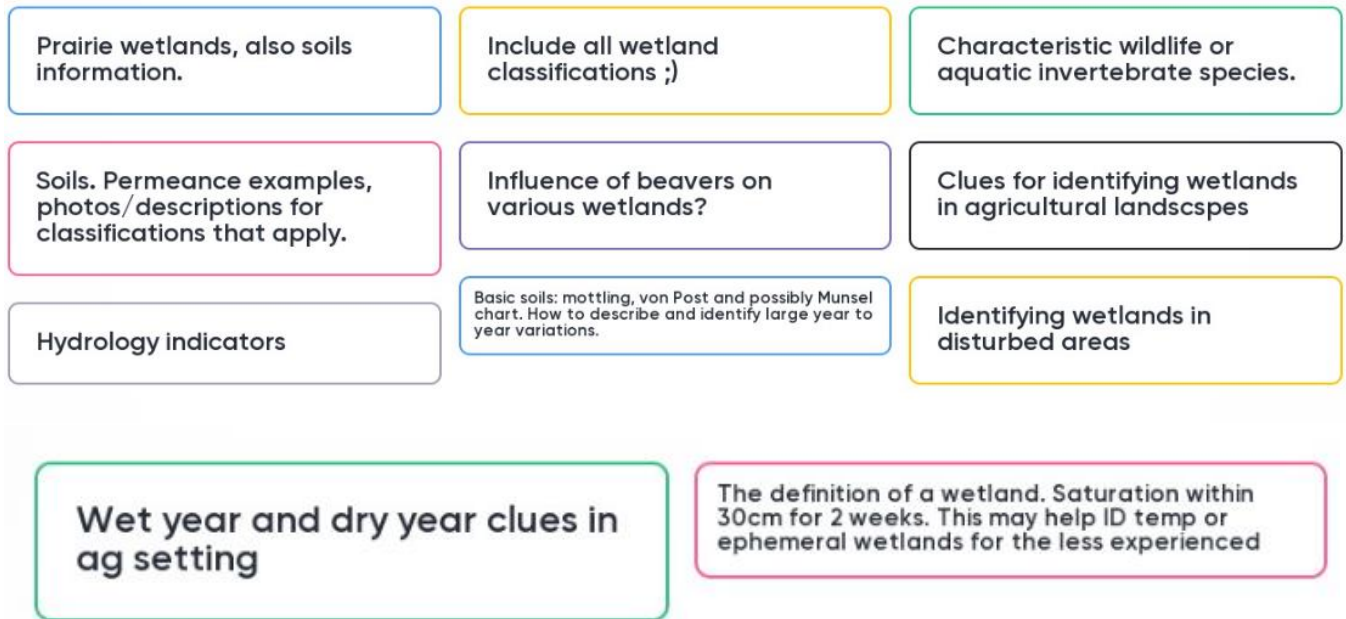 Prairie wetlands, also soils
information.
Include all wetland
classifications ;)
Characteristic wildlife or
aquatic invertebrate species.
Soils. Permeance examples,
photos/descriptions for
classifications that apply.
Influence of beavers on
various wetlands?
Clues for identifying wetlands
in agricultural landscspes
Hydrology indicators
Basic soils: mottling, von Post and possibly Munsel
chart. How to describe and identify large year to
year variations.
Identifying wetlands in
disturbed areas
Wet year and dry year clues in
ag setting
The definition of a wetland. Saturation within
30cm for 2 weeks. This may help ID temp or
ephemeral wetlands for the less experienced